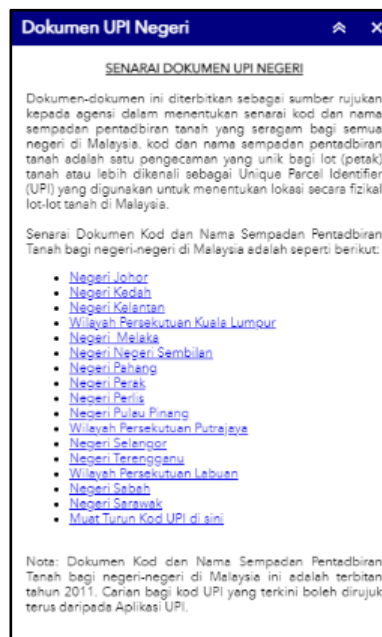 Dokumen UPI Negeri
SENARAI DOKUMEN UPI NEGERI
Dokumen-dokumen ini diterbitkan sebagai sumber rujukan
kepada agensi dalam menentukan senarai kod dan nama
sempadan pentadbiran tanah yang seragam bagi semua
negeri di Malaysia. kod dan nama sempadan pentadbiran
tanah adalah satu pengecaman yang unik bagi lot (petak)
tanah atau lebih dikenali sebagai Unique Parcel Identifier
(UPI) yang digunakan untuk menentukan lokasi secara fizikal
lot-lot tanah di Malaysia.
Senarai Dokumen Kod dan Nama Sempadan Pentadbiran
Tanah bagi negeri-negeri di Malaysia adalah seperti berikut:
• Negeri Johor
• Negeri Kedah
• Negeri Kelantan
• Wilayah Persekutuan Kuala Lumpur
• Negeri Melaka
• Negeri Negeri Sembilan
• Negeri Pahang
• Negeri Perak
• Negeri Perlis
• Negeri Pulau Pinang
• Wilayah Persekutuan Putrajaya
• Negeri Selangor
• Negeri Terengganu
• Wilayah Persekutuan Labuan
• Negeri Sabah
• Negeri Sarawak
• Muat Turun Kod UPI di sini
Nota: Dokumen Kod dan Nama Sempadan Pentadbiran
Tanah bagi negeri-negeri di Malaysia ini adalah terbitan
tahun 2011. Carian bagi kod UPI yang terkini boleh dirujuk
terus daripada Aplikasi UPI.